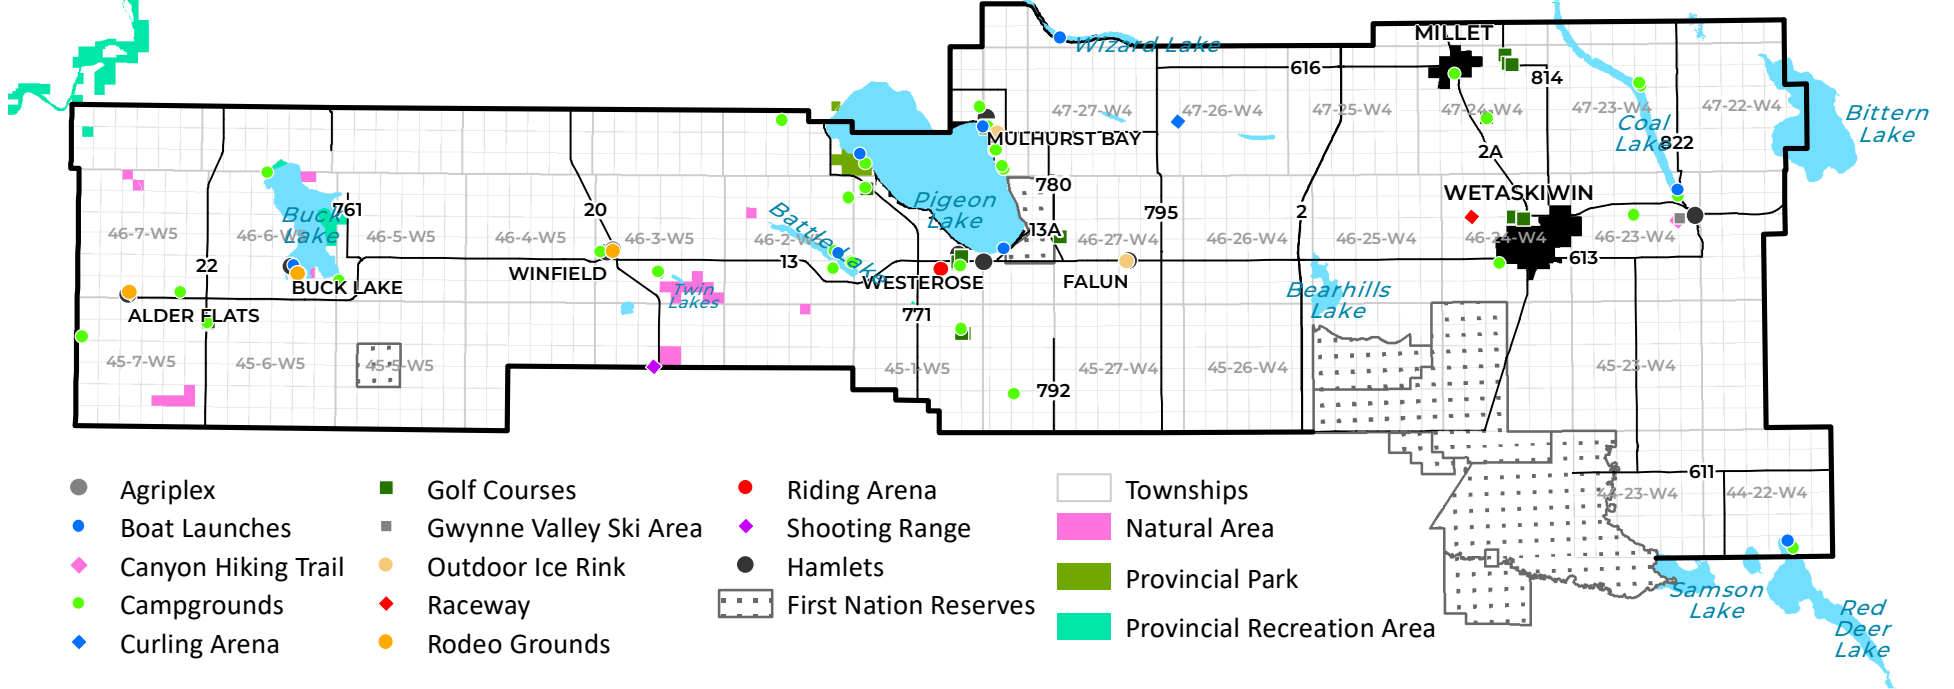 MILLET
Wizard Lake
616
814
47-27-W4
47-26-W4
47-25-W4
47-24-W4
47-23-W4
47-22-W4
Bittern
Lake
Coal
Lake
822
MULHURST BAY
2A
780
WETASKIWIN
Buck
Lake
761
20
Pigeon
Lake
795
2
Battle Lake
13A
46-7-W5
46-6-W5
46-5-W5
46-4-W5
46-3-W5
46-2-W5
46-27-W4
46-26-W4
46-25-W4
46-24-W4
46-23-W4
22
WINFIELD
13
613
BUCK LAKE
Twin
Lakes
WESTEROSE
FALUN
Bearhills
Lake
ALDER FLATS
771
45-7-W5
45-6-W5
45-5-W5
45-1-W5
45-27-W4
45-26-W4
45-23-W4
792
611
44-23-W4
44-22-W4
Samson
Lake
Red
Deer
Lake
Agriplex
Boat Launches
Canyon Hiking Trail
Campgrounds
Curling Arena
Golf Courses
Gwynne Valley Ski Area
Outdoor Ice Rink
Raceway
Rodeo Grounds
Riding Arena
Shooting Range
Hamlets
First Nation Reserves
Townships
Natural Area
Provincial Park
Provincial Recreation Area